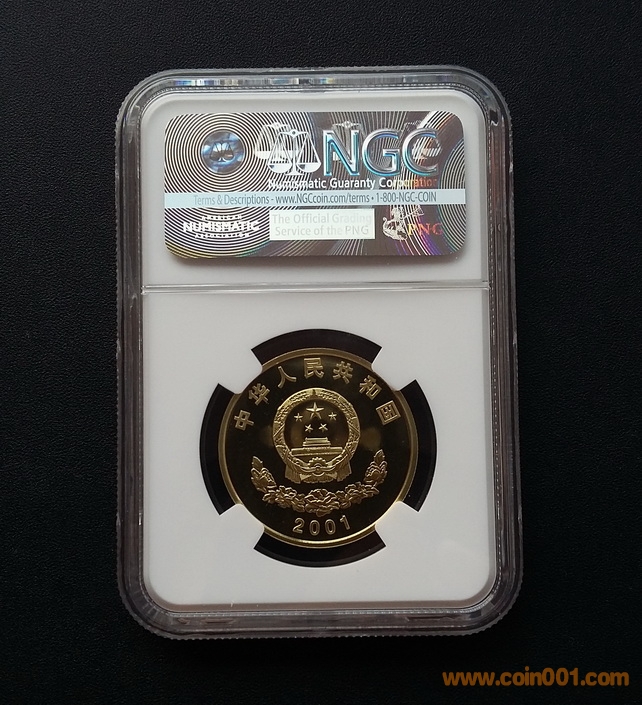 NGC
Numismatic Guaranty Corporation
Terms & Descriptions - www.NGCcoin.com/terms • 1-800-NGC-COIN
NUMISMATIC
The Official Grading
Service of the PNG
PNG
中华人民共和国
2001
www.coin001.com